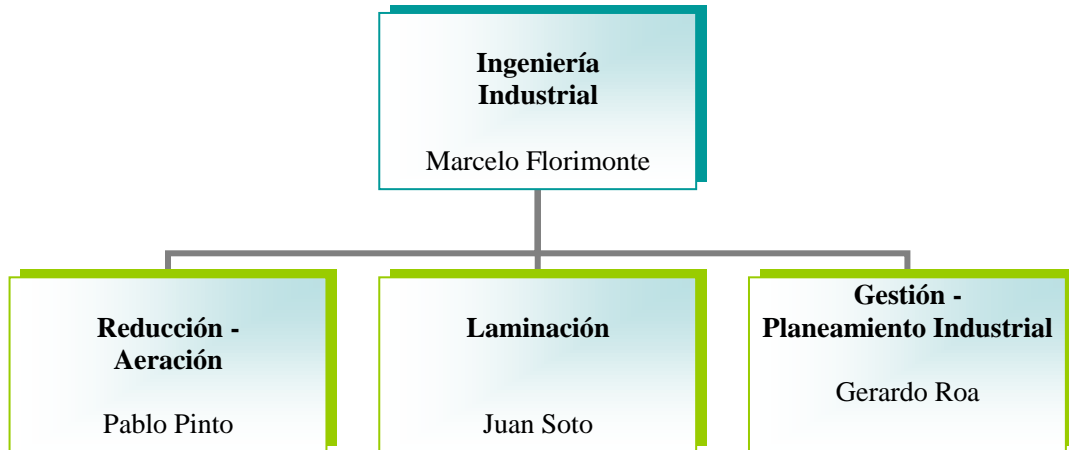 Ingeniería
Industrial
Marcelo Florimonte
Reducción -
Aeración
Pablo Pinto
Laminación
Juan Soto
Gestión -
Planeamiento Industrial
Gerardo Roa